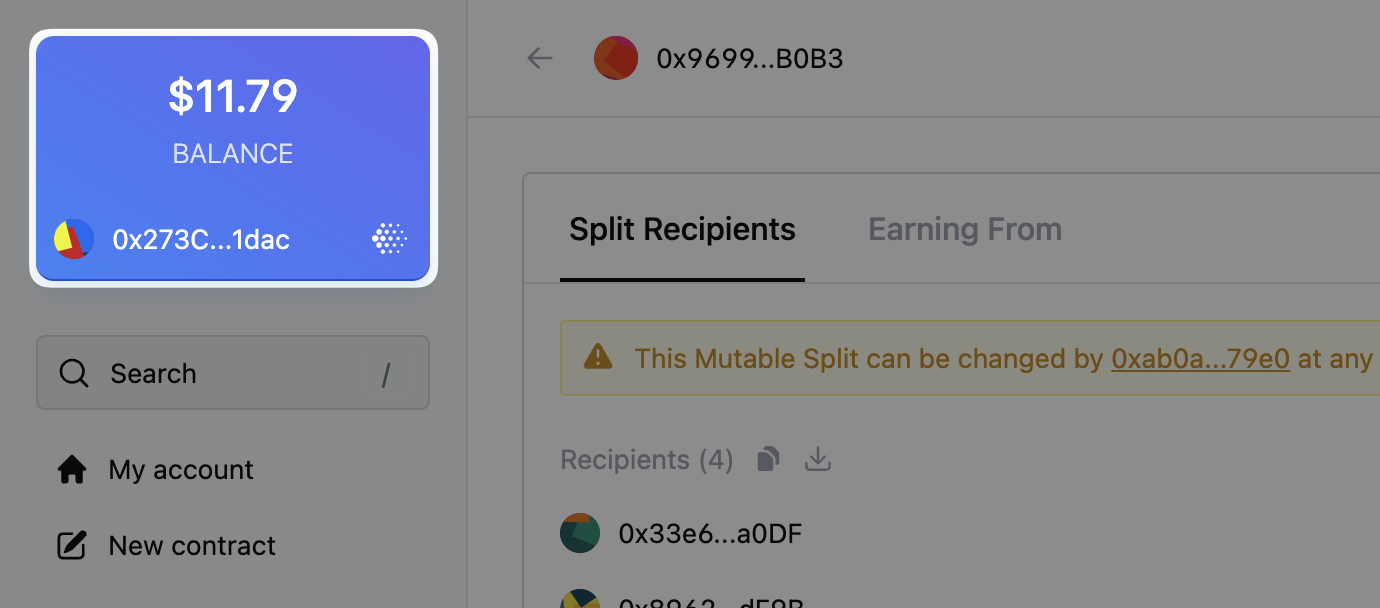 $11.79
BALANCE
0x273C...1dac
Search /
My account
New contract
0x9699...B0B3
Split Recipients
Earning From
This Mutable Split can be changed by 0xab0a...79e0 at any
Recipients (4)
0x33e6...a0DF